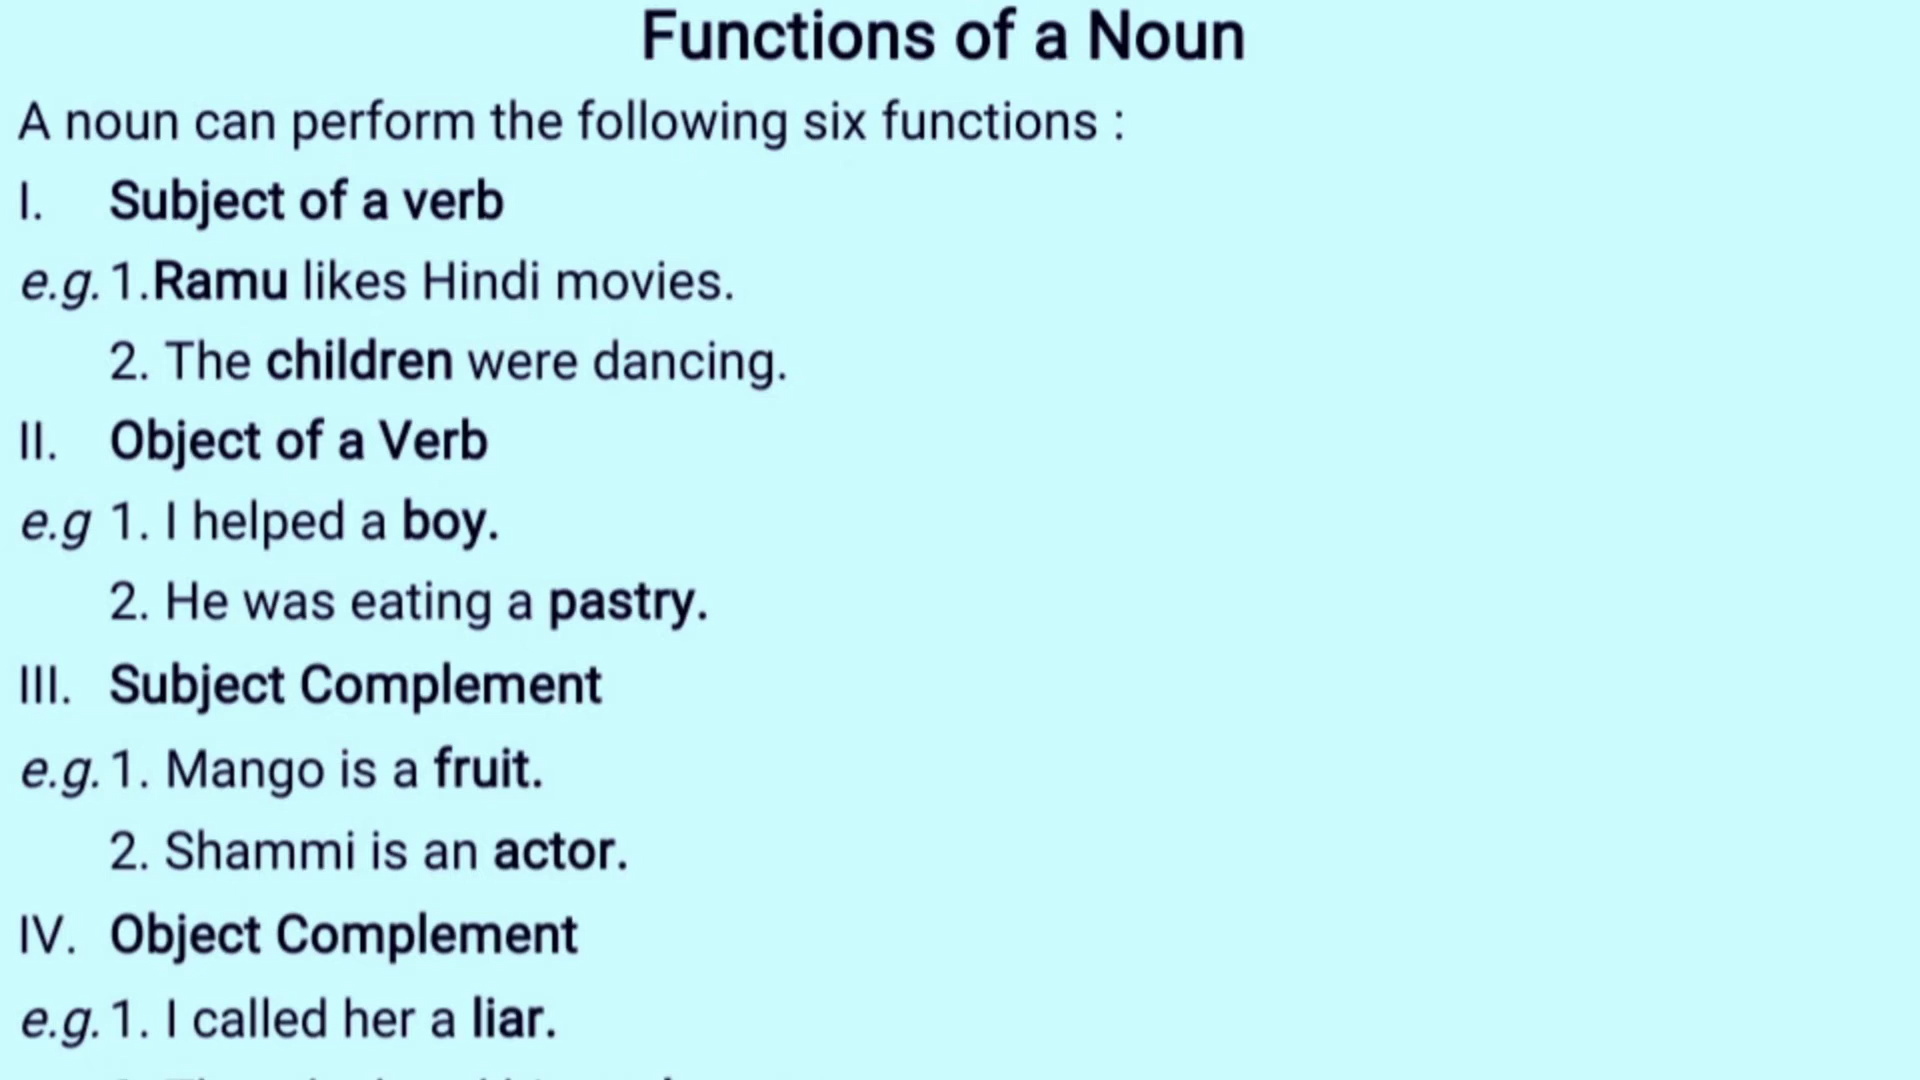 Functions of a Noun
A noun can perform the following six functions :
I. Subject of a verb
e.g. 1.Ramu likes Hindi movies.
2. The children were dancing.
II. Object of a Verb
e.g 1. I helped a boy.
2. He was eating a pastry.
III. Subject Complement
e.g. 1. Mango is a fruit.
2. Shammi is an actor.
IV. Object Complement
e.g. 1. I called her a liar.